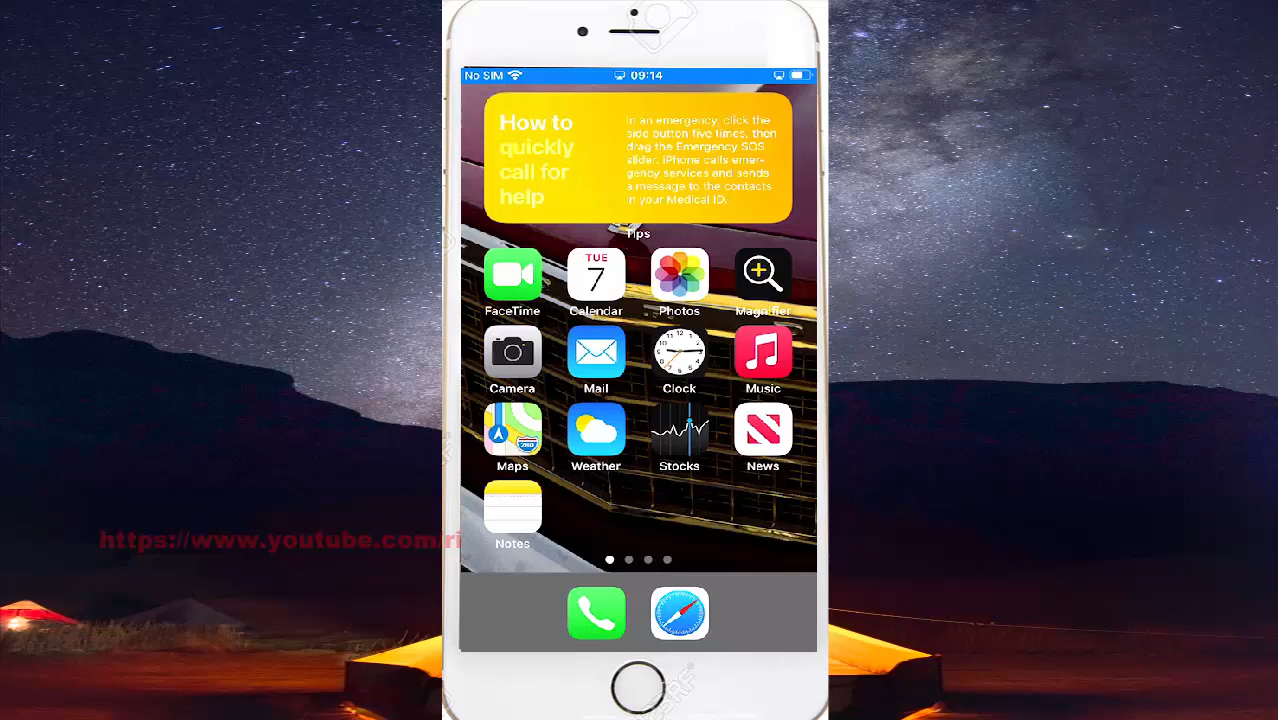 No SIM 09:14
How to
quickly
call for
help
In an emergency, click the
side button five times, then
drag the Emergency SOS
slider. iPhone calls emer-
gency services and sends
a message to the contacts
in your Medical ID.
Tips
TUE
7
FaceTime Calendar Photos Magnifier
Camera Mail Clock Music
280
Maps Weather Stocks News
https://www.youtube.com/ri
Notes